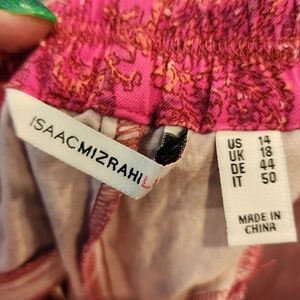 ISAACMIZRAHI
US 14
UK 18
DE 44
IT 50
MADE IN
CHINA